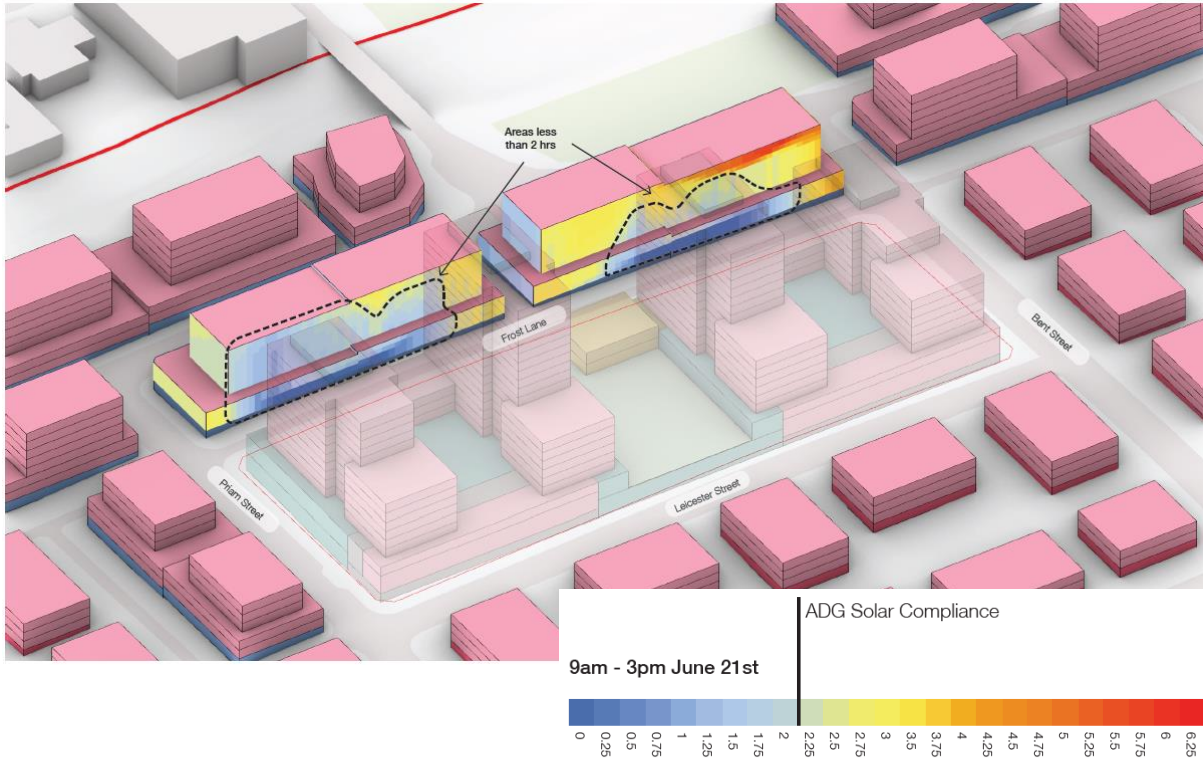 Areas less
than 2 hrs
Frost Lane
Bent Street
Priam Street
Leicester Street
ADG Solar Compliance
9am - 3pm June 21st
0 0.25 0.5 0.75 1 1.25 1.5 1.75 2 2.25 2.5 2.75 3 3.25 3.5 3.75 4 4.25 4.5 4.75 5 5.25 5.5 5.75 6 6.25